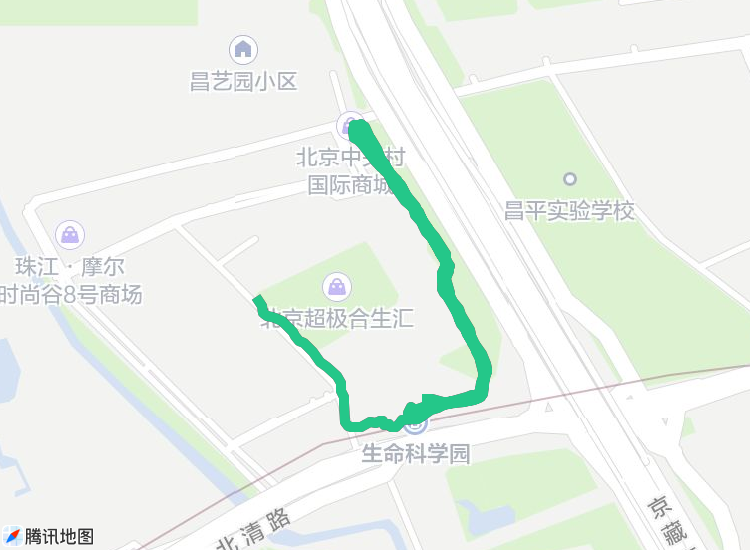 昌艺园小区
北京中关村
国际商城
昌平实验学校
珠江·摩尔
时尚谷8号商场
北京超极合生汇
生命科学园
北清路
京藏
腾讯地图